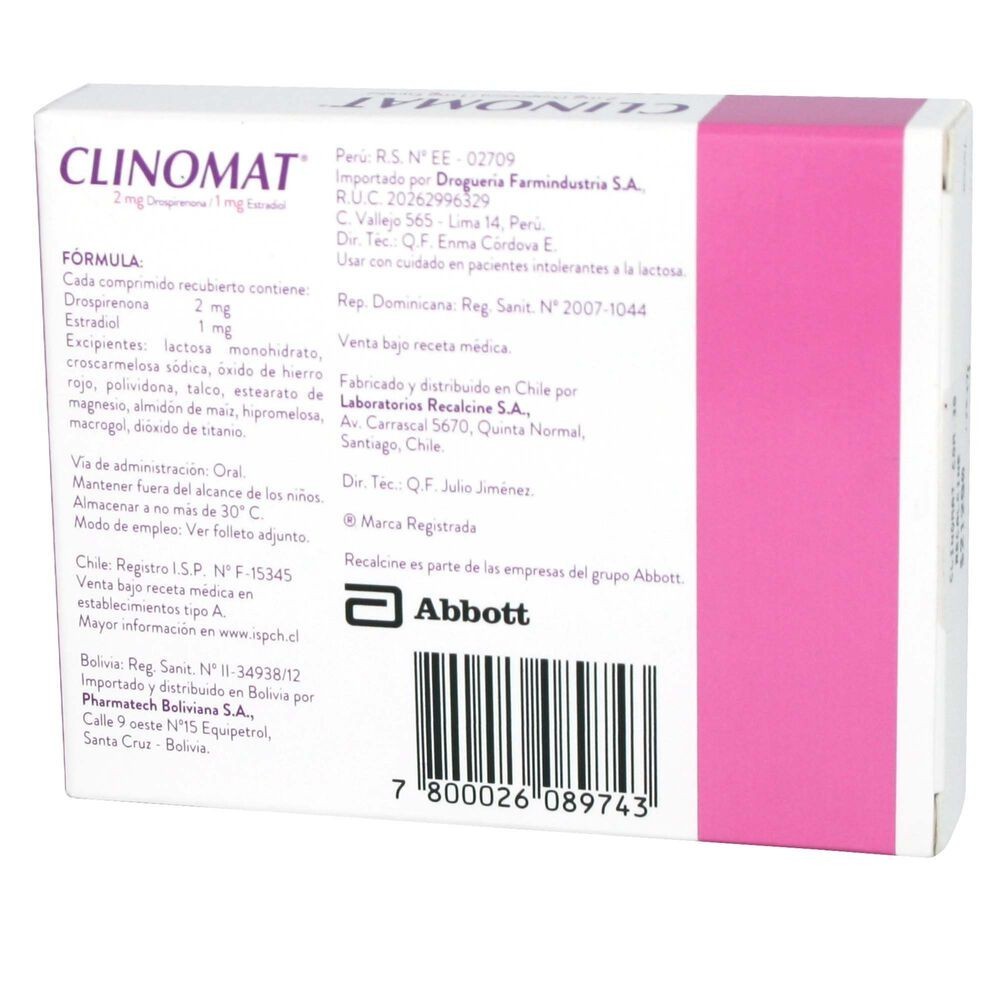 CLINOMAT®
2 mg Drospirenona / 1 mg Estradiol
CLINOMAT®
2 mg Drospirenona / 1 mg Estradiol
FÓRMULA:
Cada comprimido recubierto contiene:
Drospirenona 2 mg
Estradiol 1 mg
Excipientes: lactosa monohidrato,
croscarmelosa sódica, óxido de hierro
rojo, polividona, talco, estearato de
magnesio, almidón de maíz, hipromelosa,
macrogol, dióxido de titanio.
Vía de administración: Oral.
Mantener fuera del alcance de los niños.
Almacenar a no más de 30° C.
Modo de empleo: Ver folleto adjunto.
Chile: Registro I.S.P. N° F-15345
Venta bajo receta médica en
establecimientos tipo A.
Mayor información en www.ispch.cl
Bolivia: Reg. Sanit. N° II-34938/12
Importado y distribuido en Bolivia por
Pharmatech Boliviana S.A.,
Calle 9 oeste N°15 Equipetrol,
Santa Cruz - Bolivia.
Perú: R.S. N° EE - 02709
Importado por Droguería Farmindustria S.A.,
R.U.C. 20262996329
C. Vallejo 565 - Lima 14, Perú.
Dir. Téc.: Q.F. Enma Córdova E.
Usar con cuidado en pacientes intolerantes a la lactosa.
Rep. Dominicana: Reg. Sanit. N° 2007-1044
Venta bajo receta médica.
Fabricado y distribuido en Chile por
Laboratorios Recalcine S.A.,
Av. Carrascal 5670, Quinta Normal,
Santiago, Chile.
Dir. Téc.: Q.F. Julio Jiménez.
® Marca Registrada
Recalcine es parte de las empresas del grupo Abbott.
Abbott
7 800026 089743
CLINOMAT COM